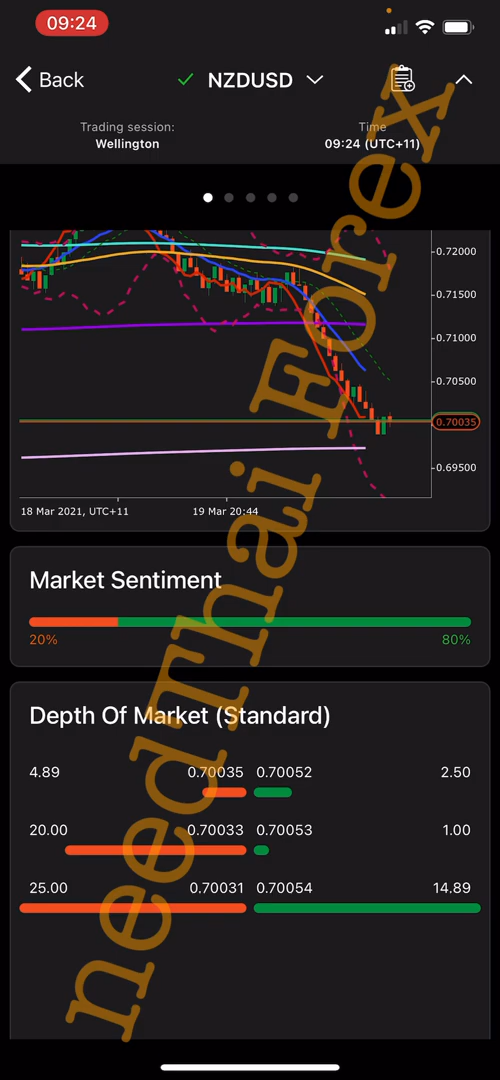 09:24
Back
NZDUSD
Trading session:
Wellington
Time
09:24 (UTC+11)
0.72000
0.71500
0.71000
0.70500
0.70035
0.69500
18 Mar 2021, UTC+11
19 Mar 20:44
Market Sentiment
20%
80%
Depth Of Market (Standard)
4.89 0.70035 0.70052 2.50
20.00 0.70033 0.70053 1.00
25.00 0.70031 0.70054 14.89
needThai Forex